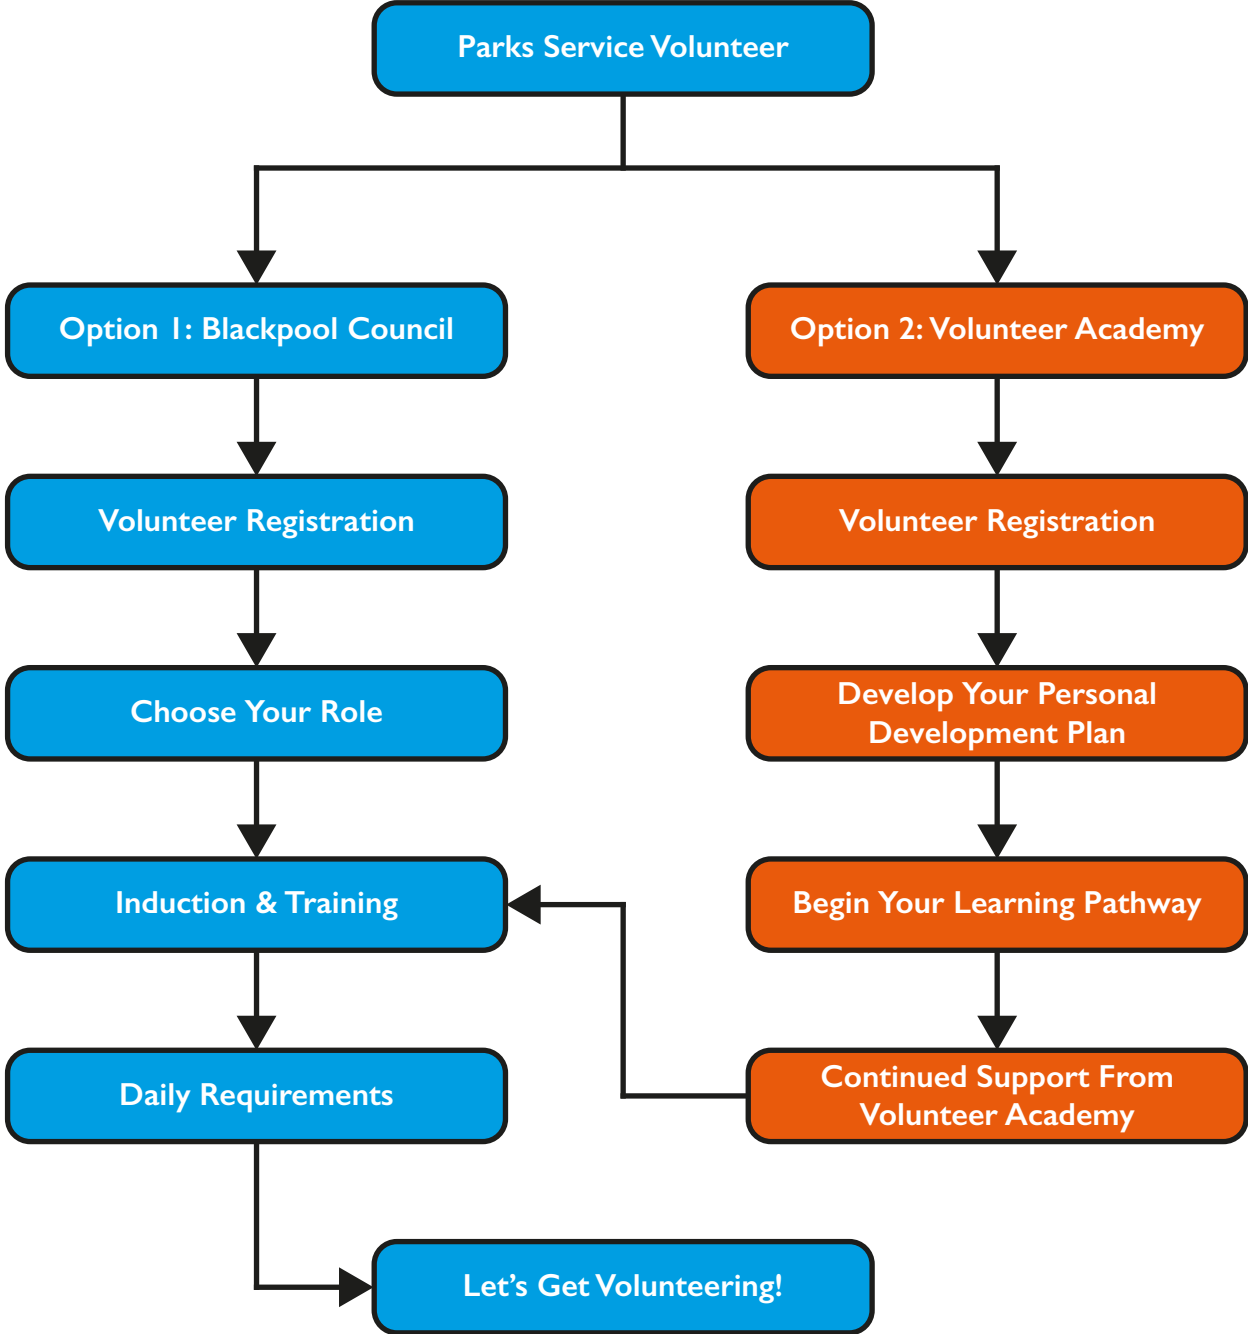 Parks Service Volunteer
Option 1: Blackpool Council
Option 2: Volunteer Academy
Volunteer Registration
Volunteer Registration
Choose Your Role
Develop Your Personal
Development Plan
Induction & Training
Begin Your Learning Pathway
Daily Requirements
Continued Support From
Volunteer Academy
Let's Get Volunteering!